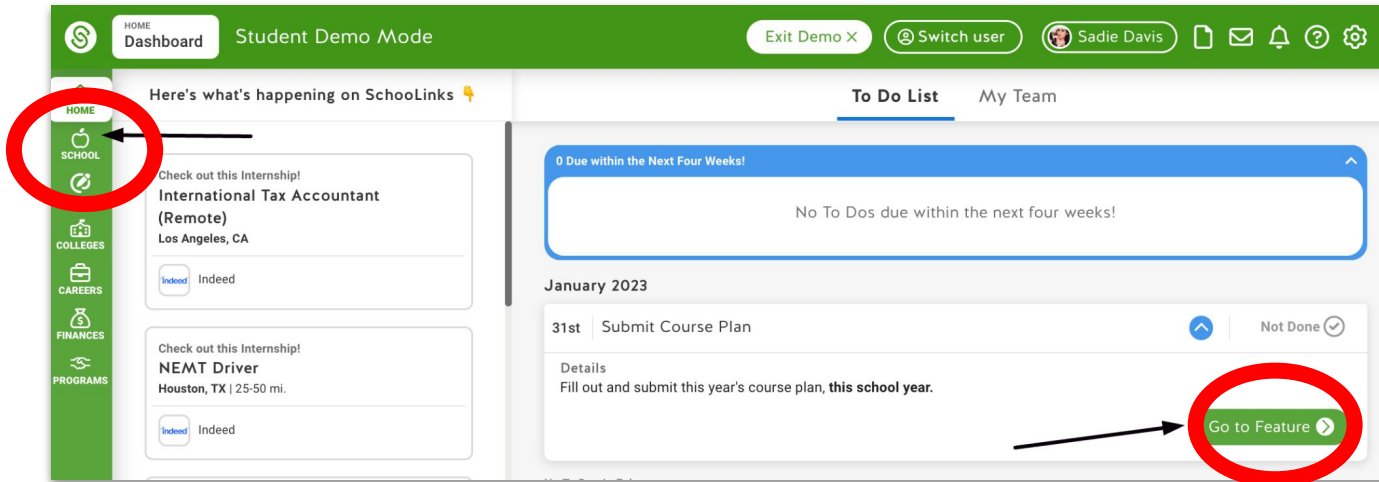 HOME
Dashboard
Student Demo Mode
Exit Demo ×
Switch user
Sadie Davis
HOME
SCHOOL
COLLEGES
CAREERS
FINANCES
PROGRAMS
Here's what's happening on SchooLinks
Check out this Internship!
International Tax Accountant
(Remote)
Los Angeles, CA
indeed Indeed
Check out this Internship!
NEMT Driver
Houston, TX | 25-50 mi.
indeed Indeed
To Do List My Team
0 Due within the Next Four Weeks!
No To Dos due within the next four weeks!
January 2023
31st Submit Course Plan Not Done
Details
Fill out and submit this year's course plan, this school year.
Go to Feature